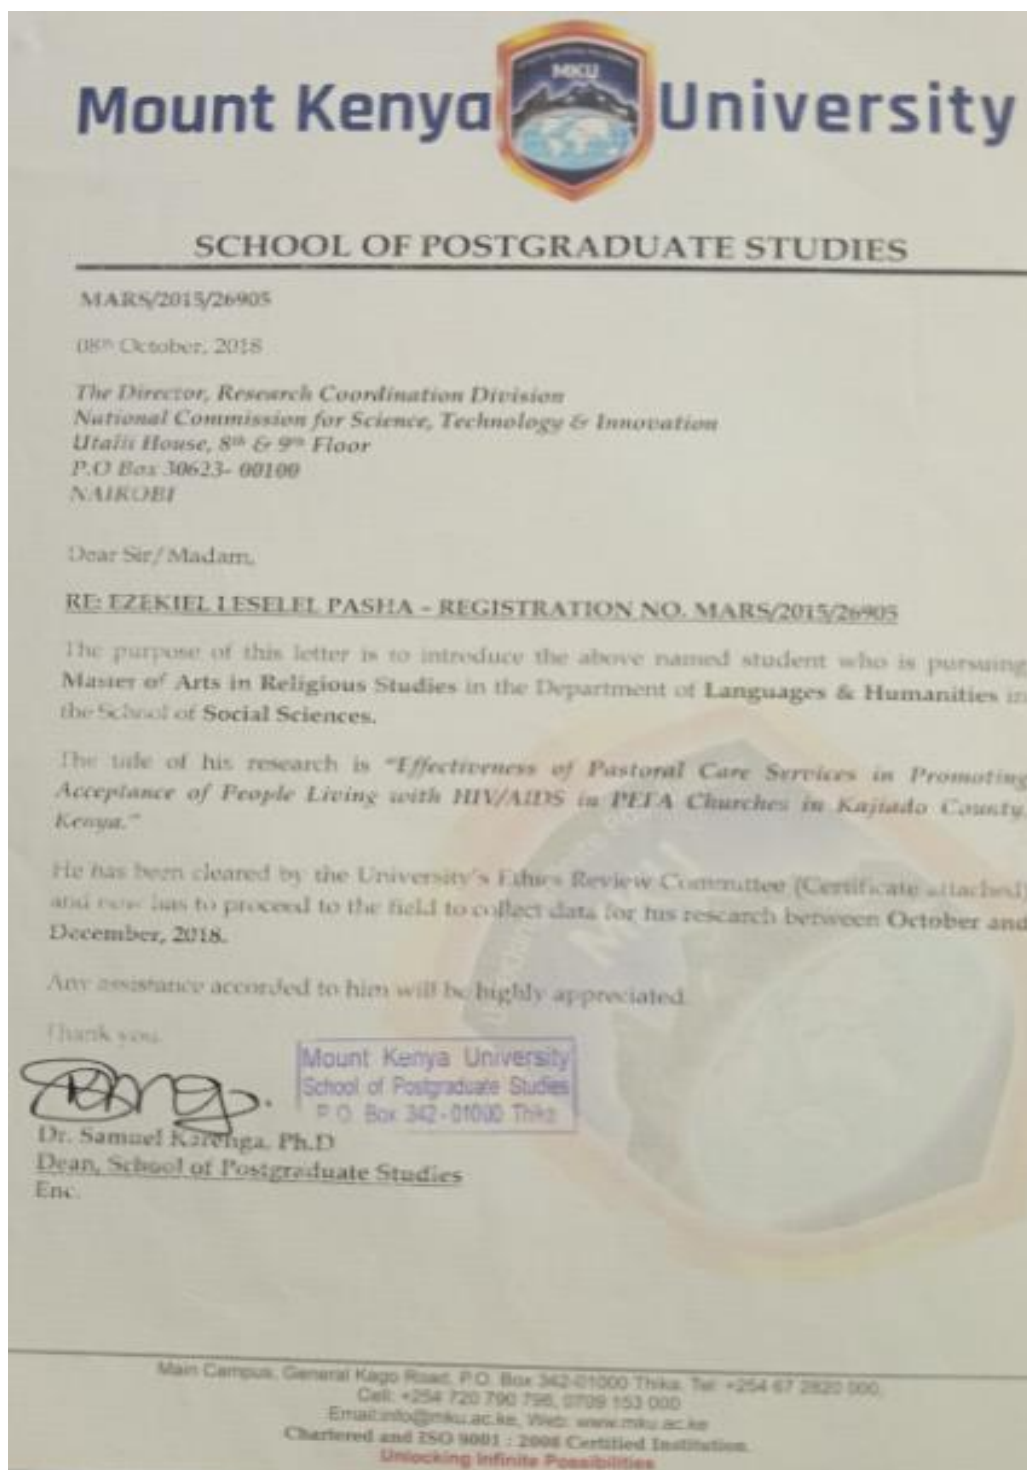 Mount Kenya University
MKU
SCHOOL OF POSTGRADUATE STUDIES
MARS/2015/26905
08th October, 2018
The Director, Research Coordination Division
National Commission for Science, Technology & Innovation
Utalii House, 8th & 9th Floor
P.O Box 30623- 00100
NAIROBI
Dear Sir/Madam,
RE: EZEKIEL LESELEL PASHA – REGISTRATION NO. MARS/2015/26905
The purpose of this letter is to introduce the above named student who is pursuing
Master of Arts in Religious Studies in the Department of Languages & Humanities in
the School of Social Sciences.
The title of his research is "Effectiveness of Pastoral Care Services in Promoting
Acceptance of People Living with HIV/AIDS in PEFA Churches in Kajiado County,
Kenya."
He has been cleared by the University's Ethics Review Committee (Certificate attached)
and now has to proceed to the field to collect data for his research between October and
December, 2018.
Any assistance accorded to him will be highly appreciated.
Thank you.
Mount Kenya University
School of Postgraduate Studies
P.O. Box 342-01000 Thika
Dr. Samuel Karenga, Ph.D
Dean, School of Postgraduate Studies
Enc.
MKU
Main Campus, General Kago Road, P.O. Box 342-01000 Thika. Tel: +254 67 2820 000,
Cell: +254 720 790 796, 0709 153 000
Email:info@mku.ac.ke, Web: www.mku.ac.ke
Chartered and ISO 9001 : 2008 Certified Institution
Unlocking Infinite Possibilities